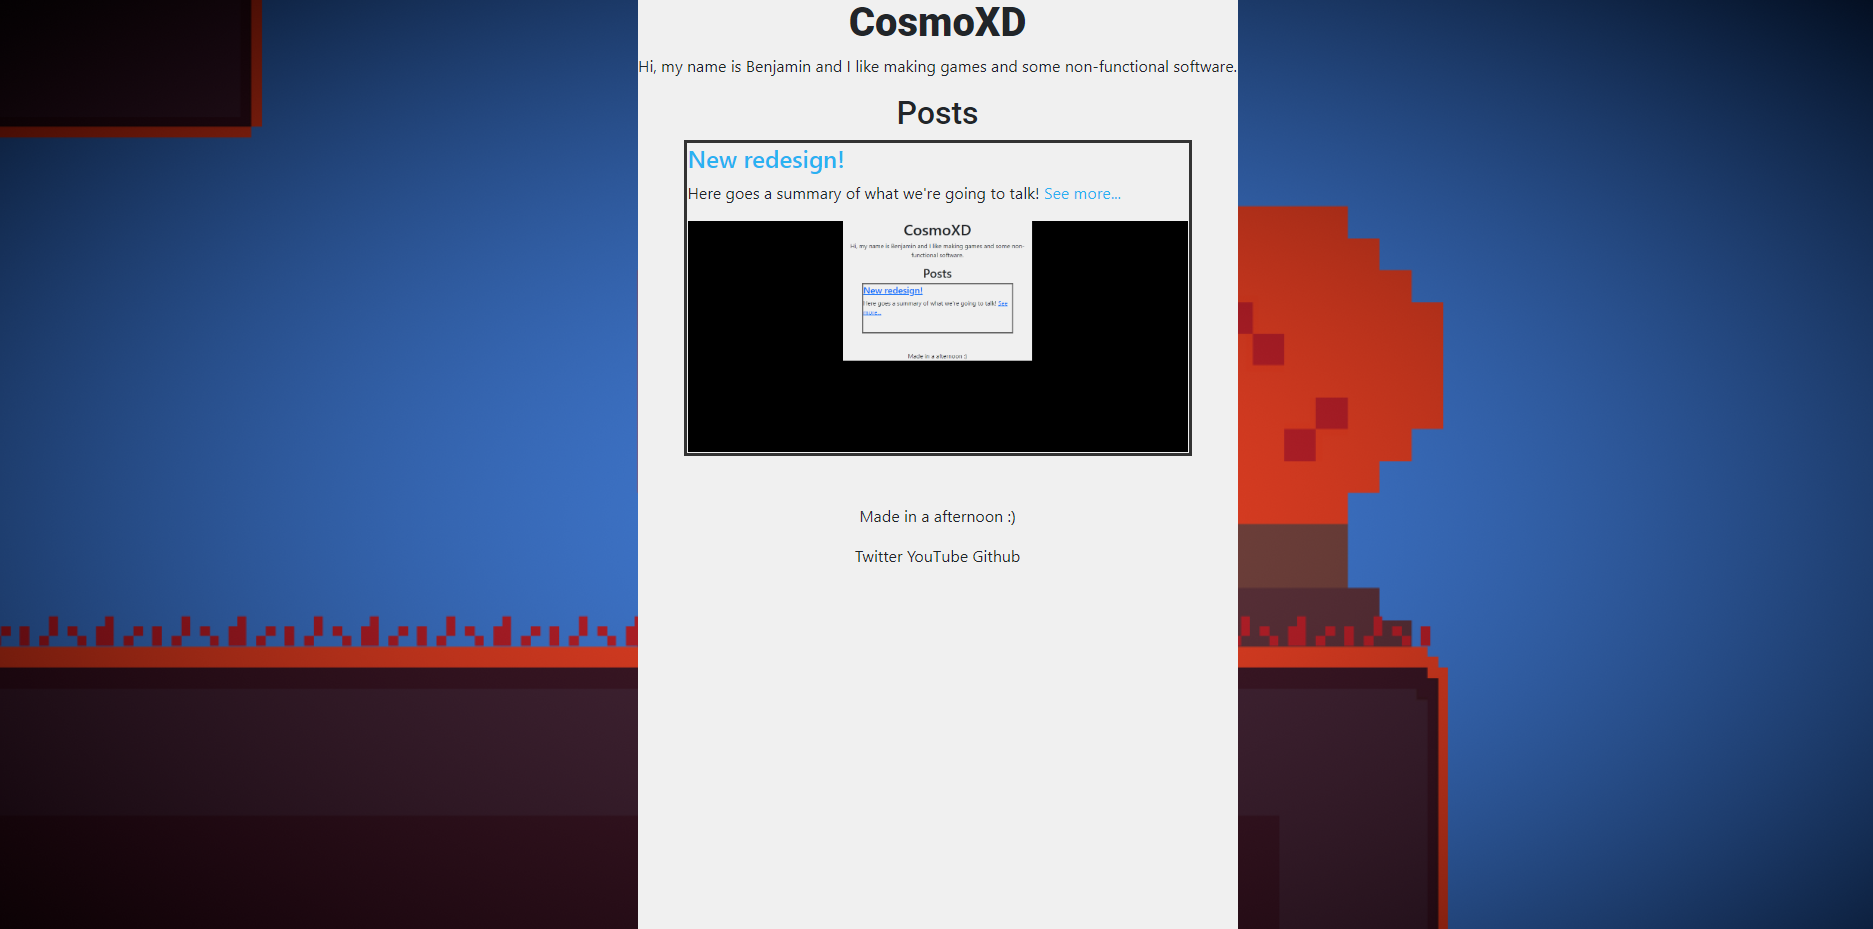 CosmoXD
Hi, my name is Benjamin and I like making games and some non-functional software.
Posts
New redesign!
Here goes a summary of what we're going to talk! See more...
CosmoXD
Hi, my name is Benjamin and I like making games and some non-
functional software.
Posts
New redesign!
Here goes a summary of what we're going to talk! See
more...
Made in a afternoon :)
Made in a afternoon :)
Twitter YouTube Github